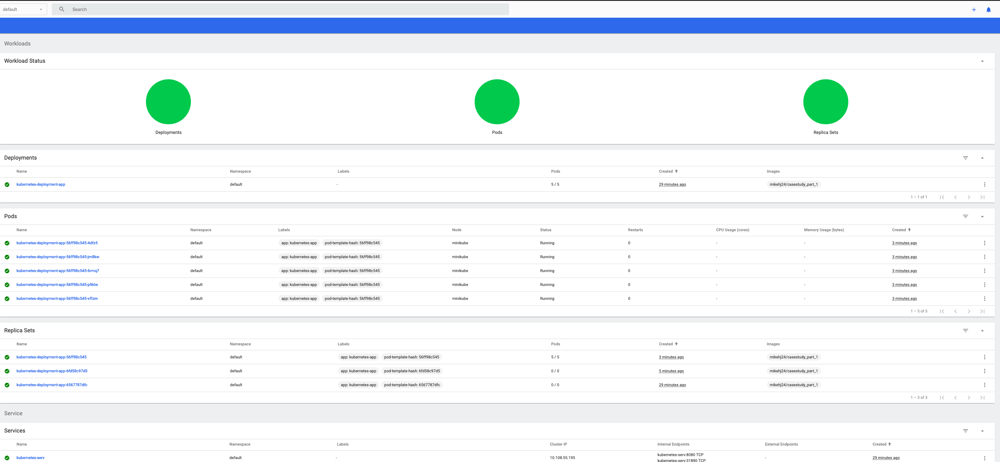 default Search
Workloads
Workload Status
Deployments Pods Replica Sets
Deployments
Name Namespace Labels Pods Created Images
kubernetes-deployment-app default - 5 / 5 29 minutes ago mikehj24/casestudy_part_1
1 – 1 of 1
Pods
Name Namespace Labels Node Status Restarts CPU Usage (cores) Memory Usage (bytes) Created
kubernetes-deployment-app-56ff98c545-4dfz5 default app: kubernetes-app pod-template-hash: 56ff98c545 minikube Running 0 - - 3 minutes ago
kubernetes-deployment-app-56ff98c545-jm8kw default app: kubernetes-app pod-template-hash: 56ff98c545 minikube Running 0 - - 3 minutes ago
kubernetes-deployment-app-56ff98c545-6rmq7 default app: kubernetes-app pod-template-hash: 56ff98c545 minikube Running 0 - - 3 minutes ago
kubernetes-deployment-app-56ff98c545-p9klw default app: kubernetes-app pod-template-hash: 56ff98c545 minikube Running 0 - - 3 minutes ago
kubernetes-deployment-app-56ff98c545-vffzm default app: kubernetes-app pod-template-hash: 56ff98c545 minikube Running 0 - - 3 minutes ago
1 – 5 of 5
Replica Sets
Name Namespace Labels Pods Created Images
kubernetes-deployment-app-56ff98c545 default app: kubernetes-app pod-template-hash: 56ff98c545 5 / 5 3 minutes ago mikehj24/casestudy_part_1
kubernetes-deployment-app-6fd58c97d5 default app: kubernetes-app pod-template-hash: 6fd58c97d5 0 / 0 5 minutes ago mikehj24/casestudy_part_1
kubernetes-deployment-app-6567787dfc default app: kubernetes-app pod-template-hash: 6567787dfc 0 / 0 29 minutes ago mikehj24/casestudy_part_1
1 – 3 of 3
Service
Services
Name Namespace Labels Cluster IP Internal Endpoints External Endpoints Created
kubernetes-serv default - 10.108.55.195 kubernetes-serv:8080 TCP - 29 minutes ago
kubernetes-serv:31890 TCP